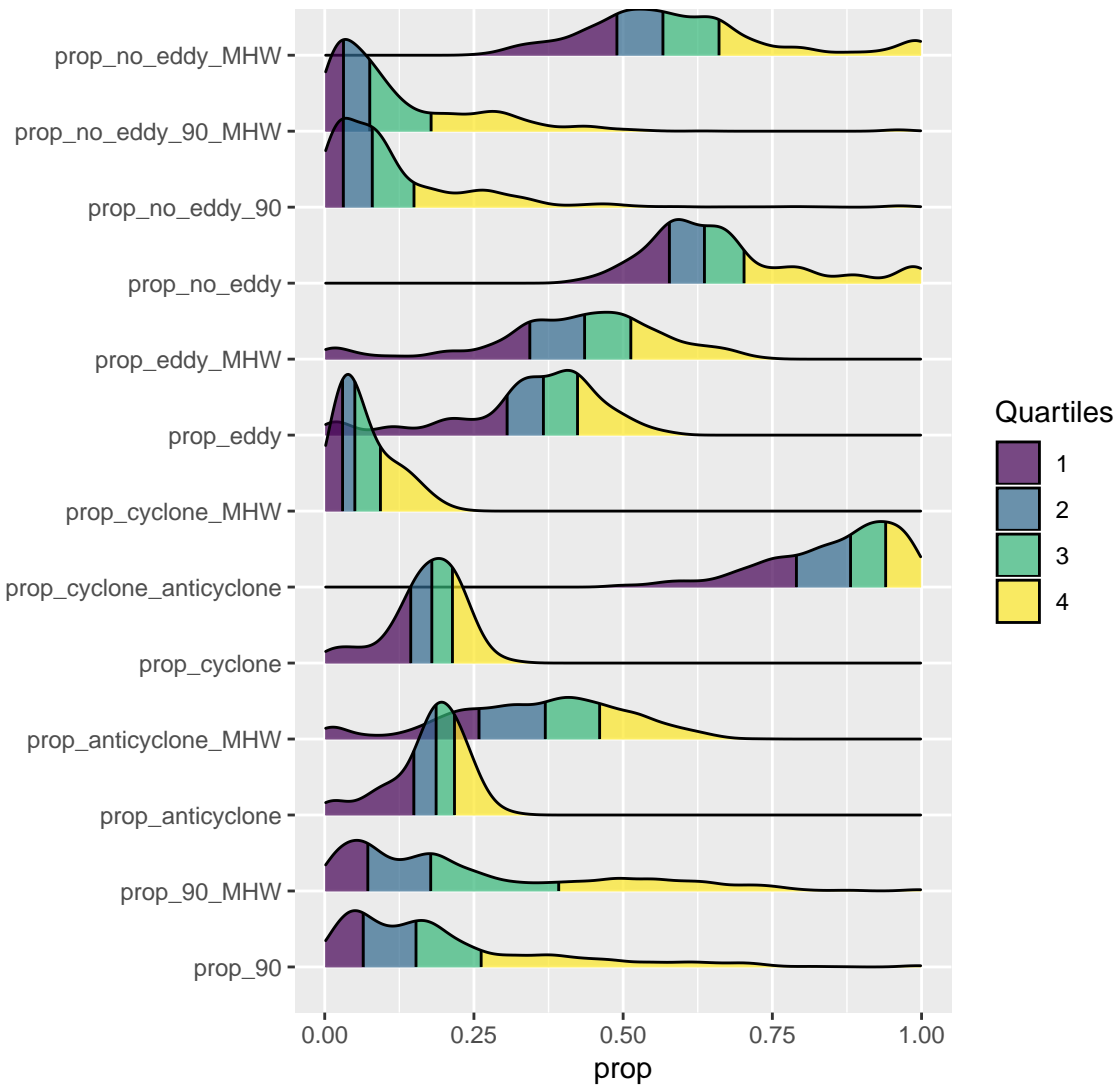 prop_no_eddy_MHW
prop_no_eddy_90_MHW
prop_no_eddy_90
prop_no_eddy
prop_eddy_MHW
prop_eddy
prop_cyclone_MHW
prop_cyclone_anticyclone
prop_cyclone
prop_anticyclone_MHW
prop_anticyclone
prop_90_MHW
prop_90
0.00 0.25 0.50 0.75 1.00
prop
Quartiles
1
2
3
4